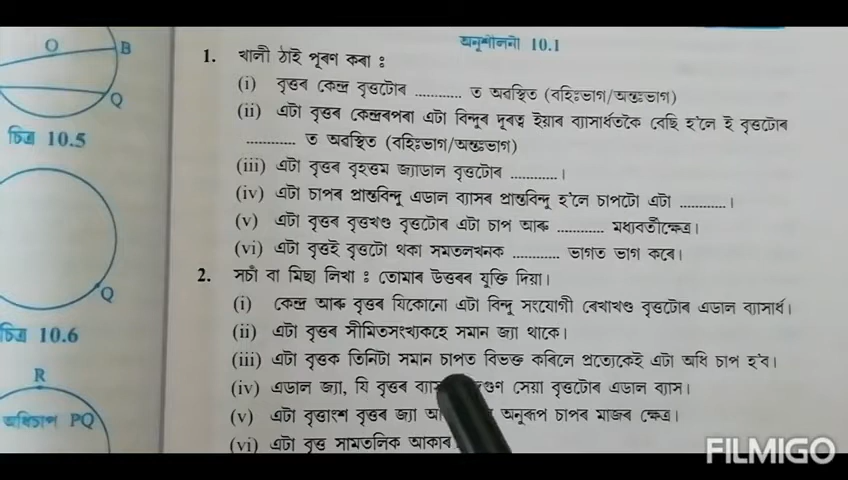 অনুশীলনী 10.1
1. খালী ঠাই পূৰণ কৰা :
(i) বৃত্তৰ কেন্দ্ৰ বৃত্তটোৰ ........... ত অৱস্থিত (বহিঃভাগ/অন্তঃভাগ)
(ii) এটা বৃত্তৰ কেন্দ্ৰৰপৰা এটা বিন্দুৰ দূৰত্ব ইয়াৰ ব্যাসাৰ্ধতকৈ বেছি হ'লে ই বৃত্তটোৰ
........... ত অৱস্থিত (বহিঃভাগ/অন্তঃভাগ)
(iii) এটা বৃত্তৰ বৃহত্তম জ্যাডাল বৃত্তটোৰ ...........।
(iv) এটা চাপৰ প্ৰান্তবিন্দু এডাল ব্যাসৰ প্ৰান্তবিন্দু হ'লে চাপটো এটা ...........।
(v) এটা বৃত্তৰ বৃত্তখণ্ড বৃত্তটোৰ এটা চাপ আৰু ........... মধ্যৱৰ্তীক্ষেত্ৰ।
(vi) এটা বৃত্তই বৃত্তটো থকা সমতলখনক ........... ভাগত ভাগ কৰে।
2. সচাঁ বা মিছা লিখা : তোমাৰ উত্তৰৰ যুক্তি দিয়া।
(i) কেন্দ্ৰ আৰু বৃত্তৰ যিকোনো এটা বিন্দু সংযোগী ৰেখাখণ্ড বৃত্তটোৰ এডাল ব্যাসাৰ্ধ।
(ii) এটা বৃত্তৰ সীমিতসংখ্যকহে সমান জ্যা থাকে।
(iii) এটা বৃত্তক তিনিটা সমান চাপত বিভক্ত কৰিলে প্ৰত্যেকেই এটা অধি চাপ হ'ব।
(iv) এডাল জ্যা, যি বৃত্তৰ সেয়া বৃত্তটোৰ এডাল ব্যাস।
(v) এটা বৃত্তাংশ বৃত্তৰ জ্যা অনুৰূপ চাপৰ মাজৰ ক্ষেত্ৰ।
(vi) এটা বৃত্ত সামতলিক আকাৰ
O B
Q
চিত্ৰ 10.5
Q
চিত্ৰ 10.6
R
অধিচাপ PQ
FILMIGO